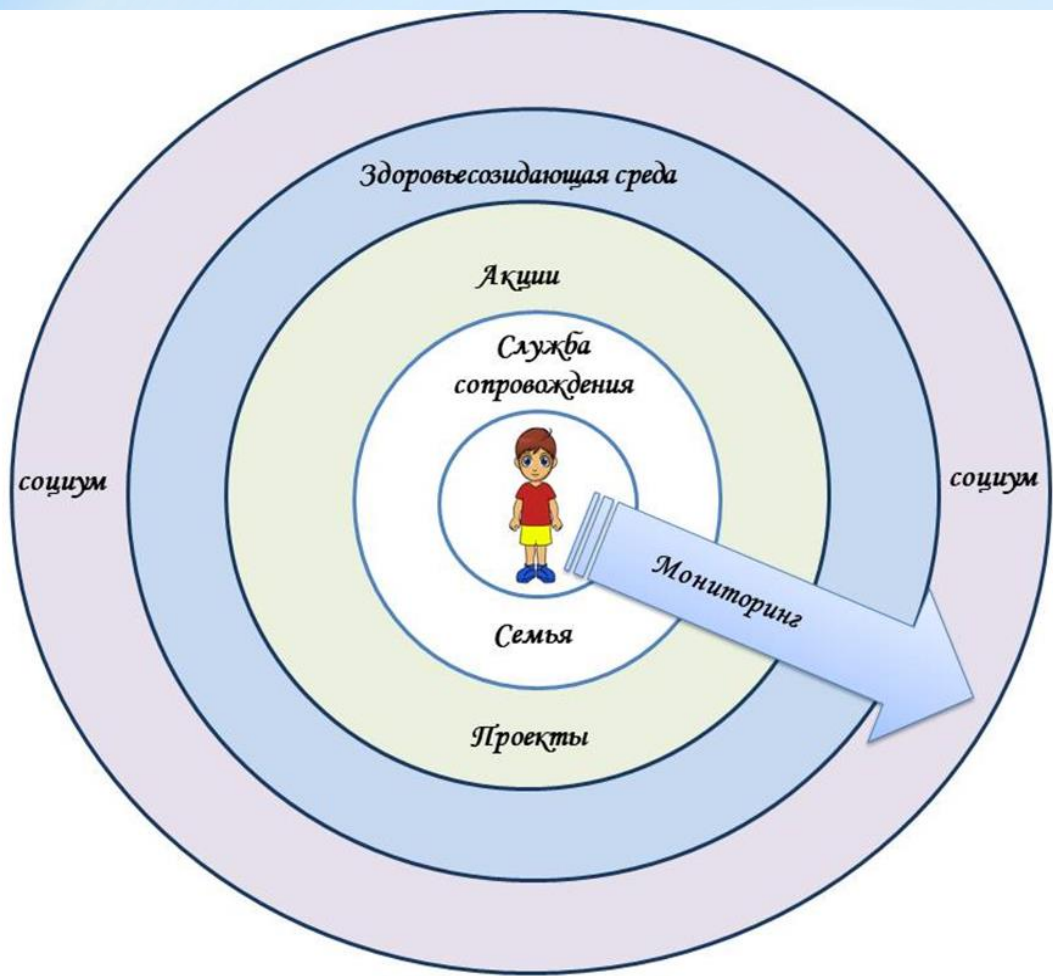 Здоровьесозидающая среда
Акции
Служба
сопровождения
социум
социум
Мониторинг
Семья
Проекты